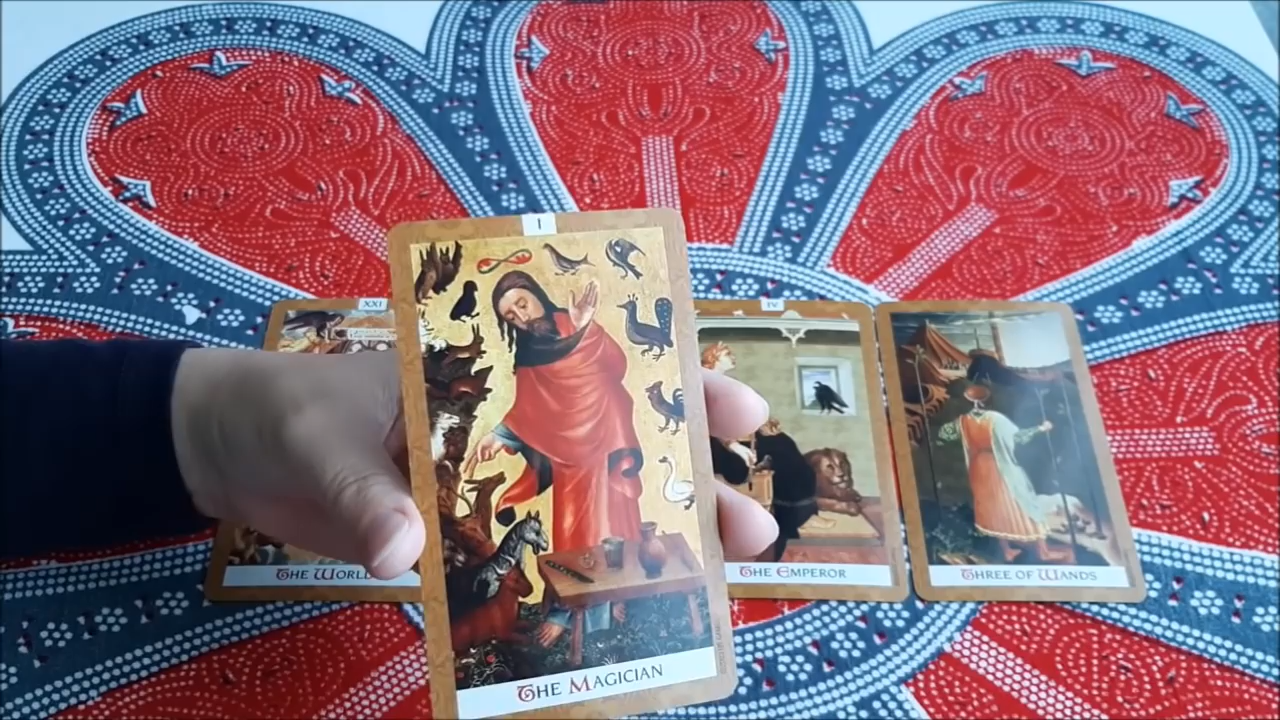 I
XXI
IV
THE WORLD
THE EMPEROR
THREE OF WANDS
THE MAGICIAN